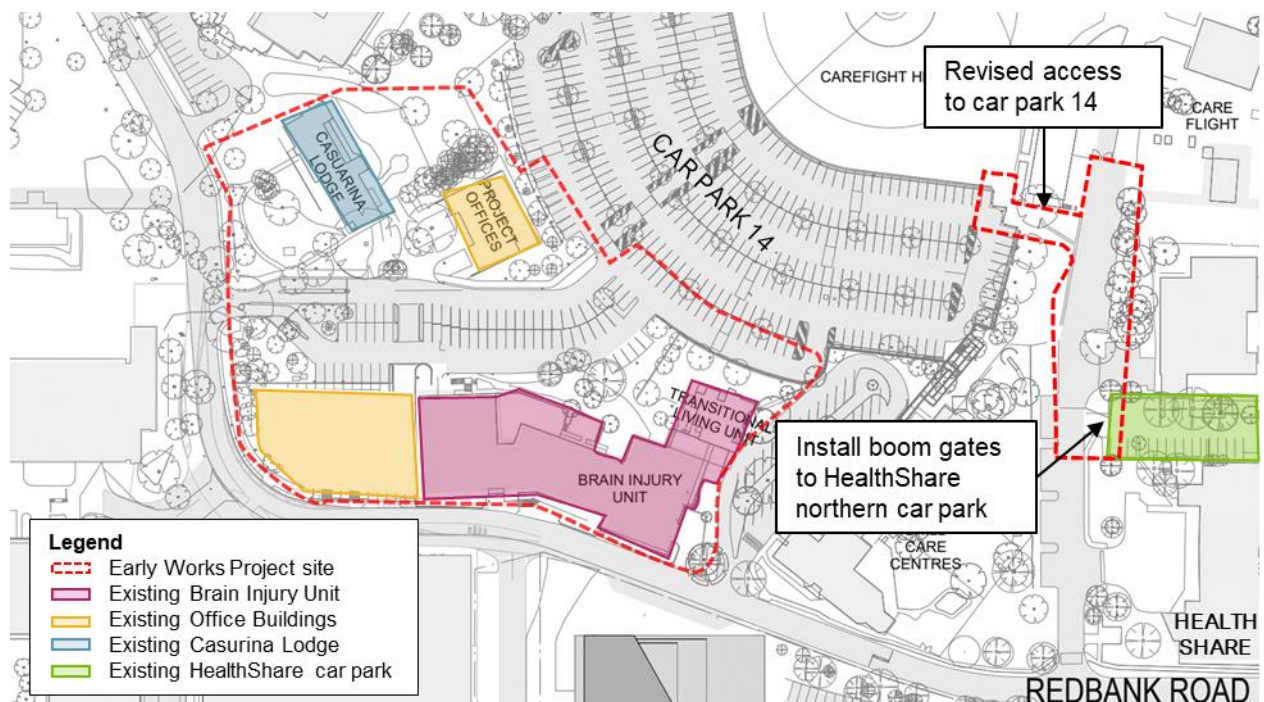 CAREFIGHT H
Revised access
to car park 14
CARE
FLIGHT
CASUARINA
LODGE
PROJECT
OFFICES
CAR PARK 14
TRANSITIONAL
LIVING UNIT
BRAIN INJURY
UNIT
Install boom gates
to HealthShare
northern car park
CARE
CENTRES
HEALTH
SHARE
REDBANK ROAD
Legend
Early Works Project site
Existing Brain Injury Unit
Existing Office Buildings
Existing Casurina Lodge
Existing HealthShare car park